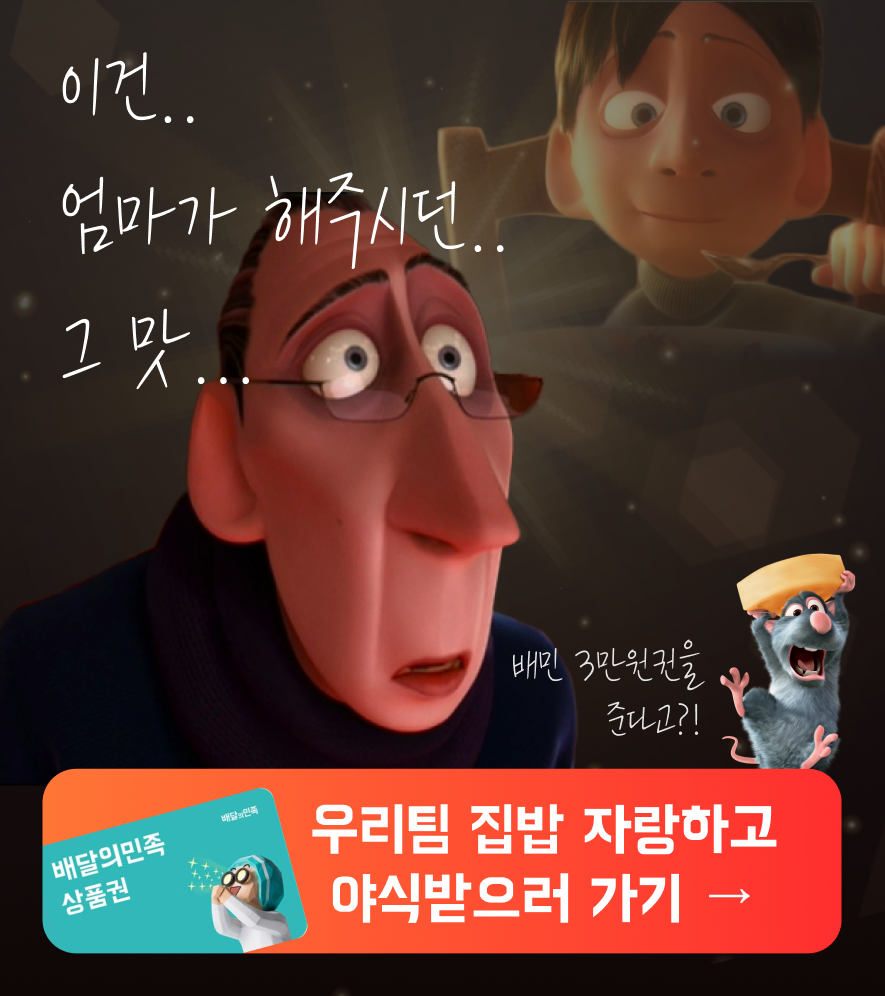 이건..
엄마가 해주시던..
그 맛...
배민 3만원권을
준다고?!
배달의민족
배달의민족
상품권
우리팀 집밥 자랑하고
야식받으러 가기 →